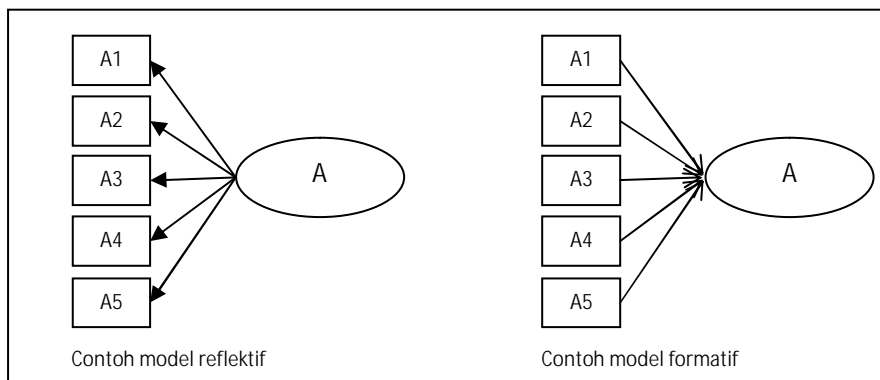 A1
A2
A3
A4
A5
A
Contoh model reflektif
A1
A2
A3
A4
A5
A
Contoh model formatif